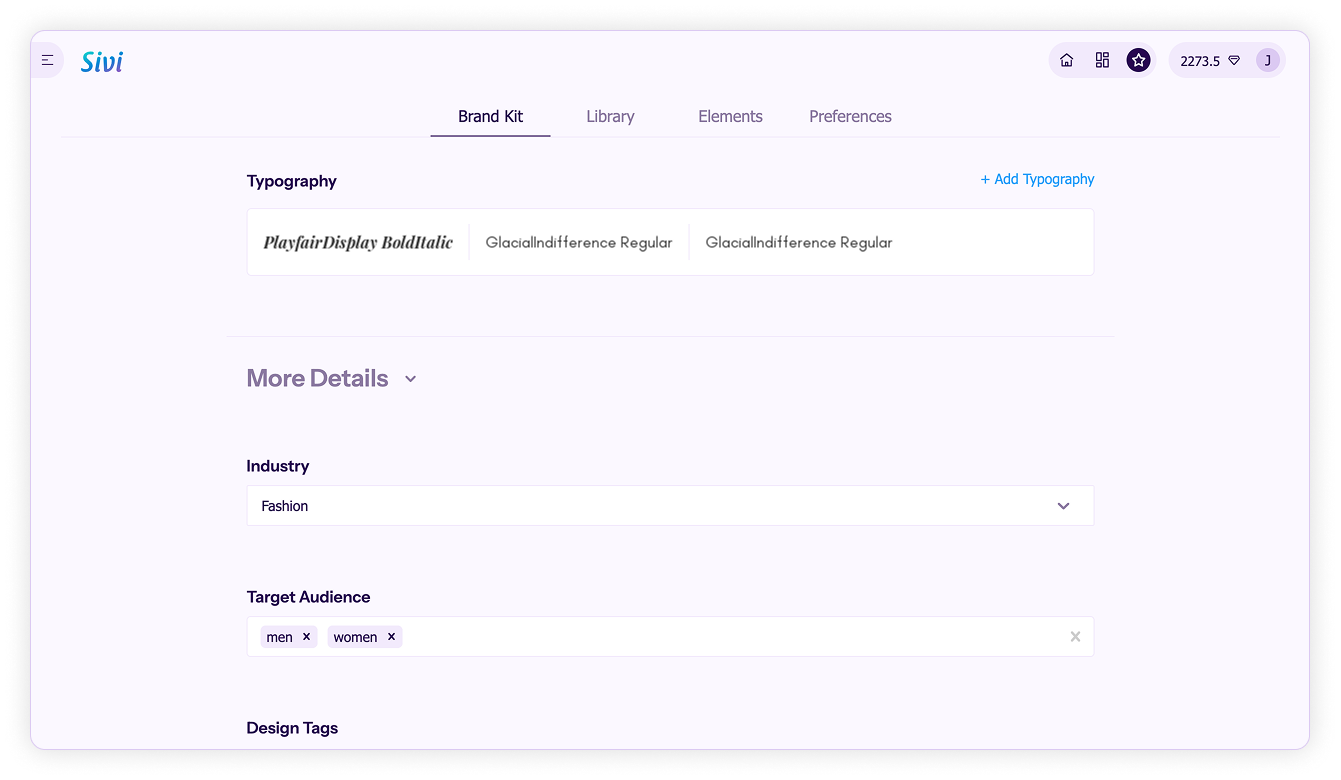 Sivi
2273.5 J
Brand Kit Library Elements Preferences
Typography + Add Typography
PlayfairDisplay BoldItalic GlacialIndifference Regular GlacialIndifference Regular
More Details
Industry
Fashion
Target Audience
men × women ×
Design Tags